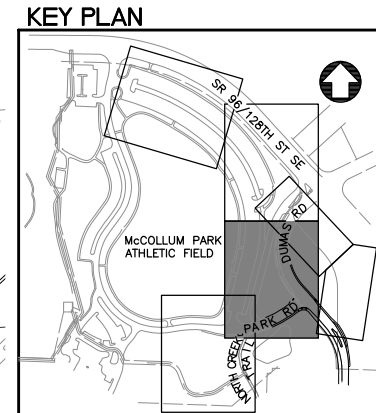 KEY PLAN
SR 96/128TH ST SE
McCOLLUM PARK
ATHLETIC FIELD
DUMAS RD
PARK RD
NORTH CREEK
TRAIL